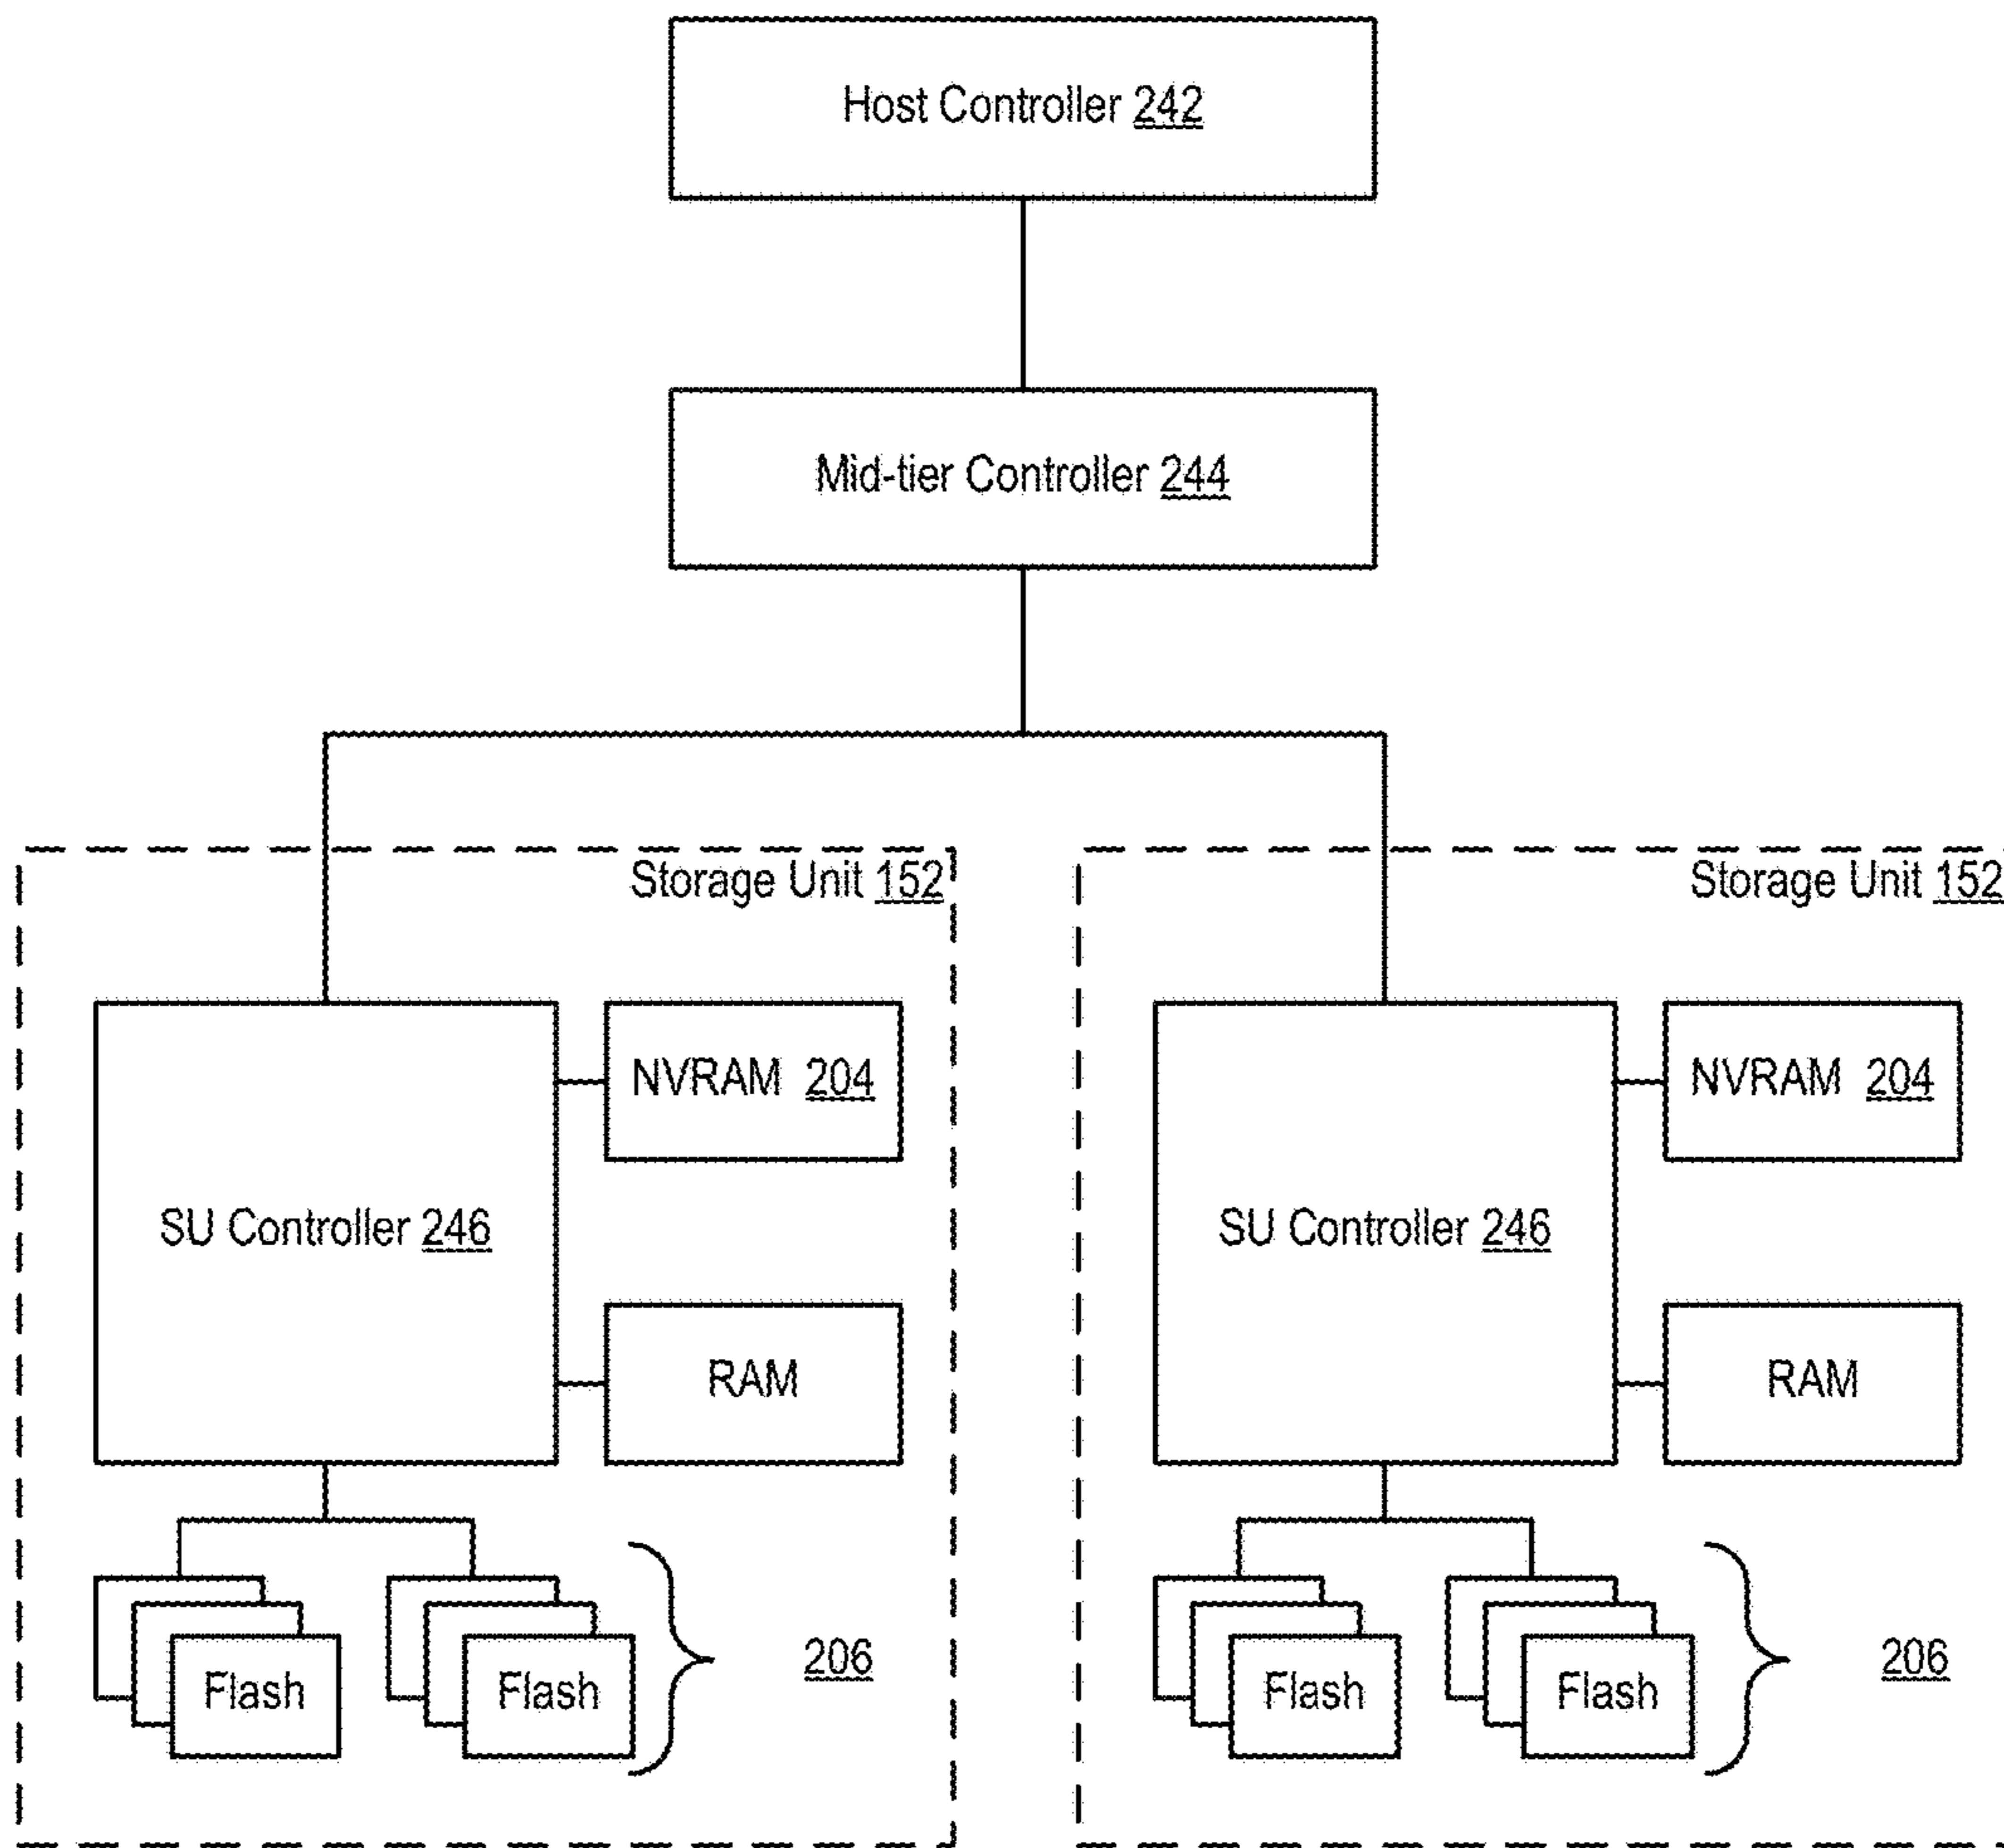 Host Controller 242
Mid-tier Controller 244
Storage Unit 152
NVRAM 204
SU Controller 246
RAM
Flash
Flash
206
Storage Unit 152
NVRAM 204
SU Controller 246
RAM
Flash
Flash
206